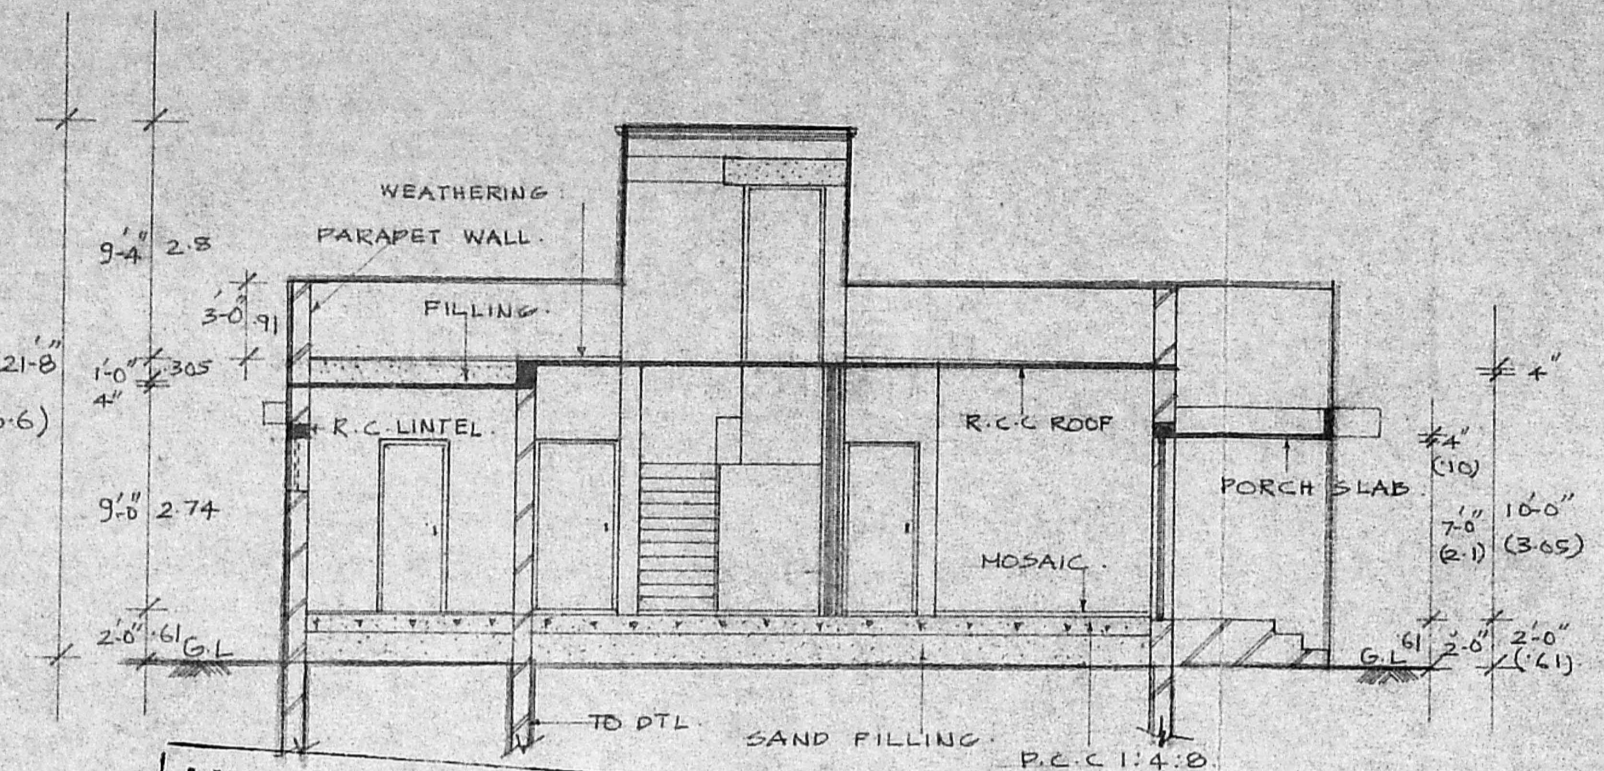 WEATHERING
PARAPET WALL.
FILLING.
9'-4" 2.8
3'-0" .91
21'-8"
1'-0" .305
4"
R.C. LINTEL.
R.C.C ROOF
4"
4"
(.10)
PORCH SLAB.
9'-0" 2.74
7'-0" 10'-0"
(2.1) (3.05)
MOSAIC.
2'-0" .61 G.L
G.L .61 2'-0" 2'-0"
(.61)
TO DTL.
SAND FILLING.
P.C.C 1:4:8.